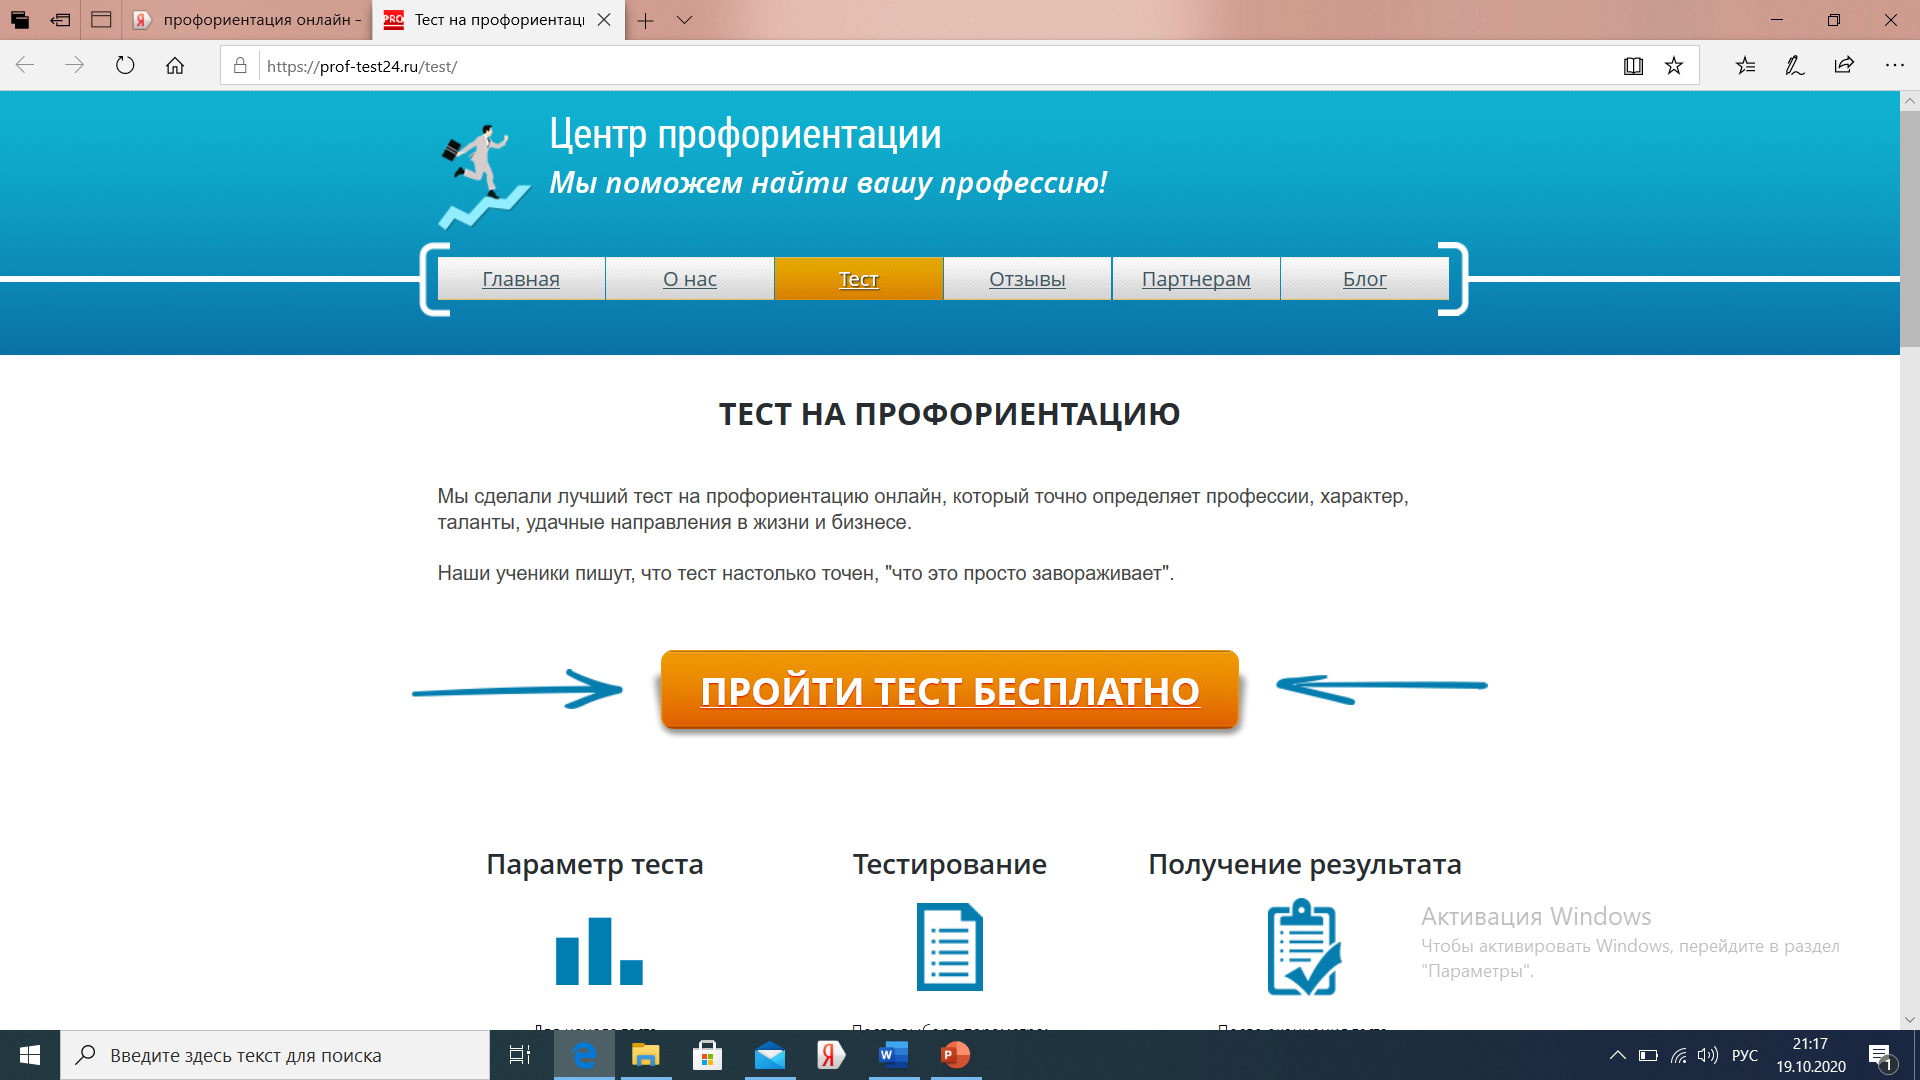 профориентация онлайн –
PRO
Тест на профориентац
https://prof-test24.ru/test/
Центр профориентации
Мы поможем найти вашу профессию!
Главная
О нас
Тест
Отзывы
Партнерам
Блог
ТЕСТ НА ПРОФОРИЕНТАЦИЮ
Мы сделали лучший тест на профориентацию онлайн, который точно определяет профессии, характер,
таланты, удачные направления в жизни и бизнесе.
Наши ученики пишут, что тест настолько точен, "что это просто завораживает".
ПРОЙТИ ТЕСТ БЕСПЛАТНО
Параметр теста
Тестирование
Получение результата
Активация Windows
Чтобы активировать Windows, перейдите в раздел
"Параметры".
Введите здесь текст для поиска
РУС
21:17
19.10.2020
1